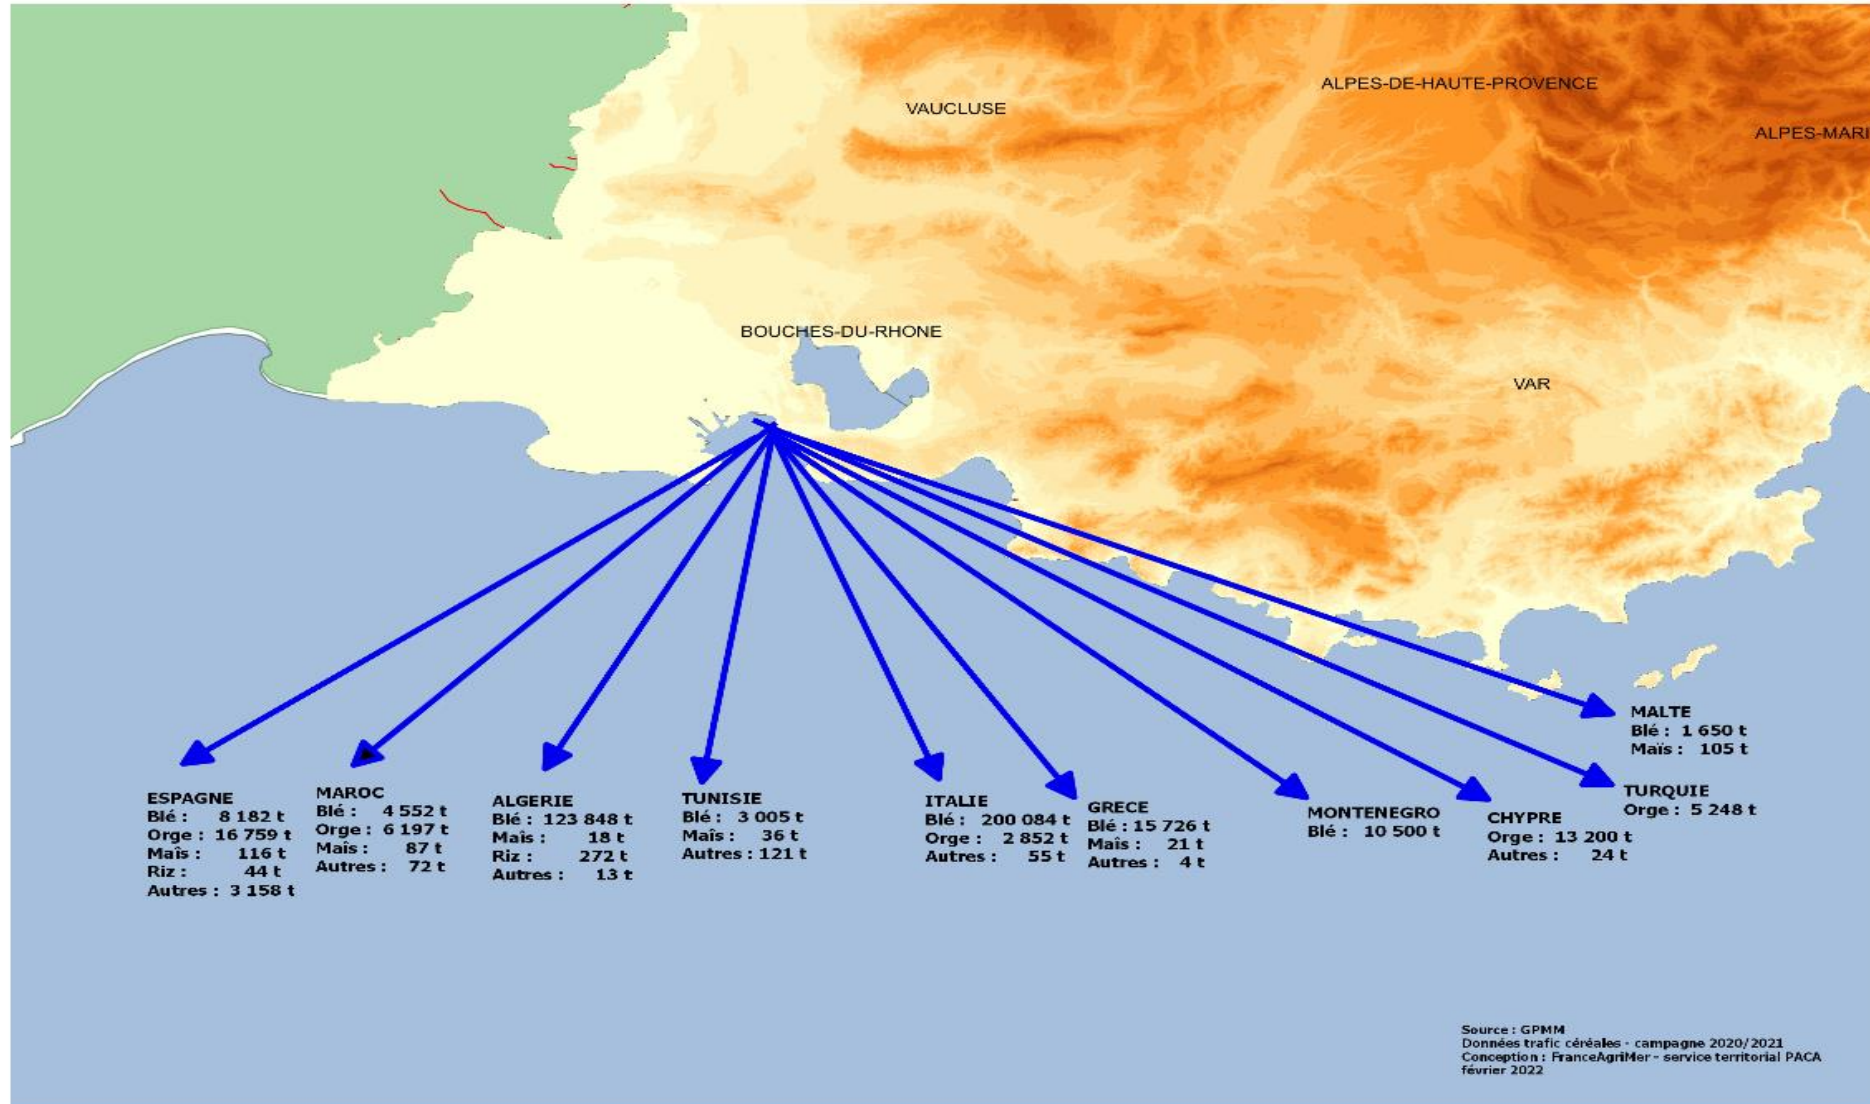 ALPES-DE-HAUTE-PROVENCE
VAUCLUSE
ALPES-MARI
BOUCHES-DU-RHONE
VAR
ESPAGNE
Blé : 8 182 t
Orge : 16 759 t
Maîs : 116 t
Riz : 44 t
Autres : 3 158 t
MAROC
Blé : 4 552 t
Orge : 6 197 t
Maîs : 87 t
Autres : 72 t
ALGERIE
Blé : 123 848 t
Maîs : 18 t
Riz : 272 t
Autres : 13 t
TUNISIE
Blé : 3 005 t
Maîs : 36 t
Autres : 121 t
ITALIE
Blé : 200 084 t
Orge : 2 852 t
Autres : 55 t
GRECE
Blé : 15 726 t
Maîs : 21 t
Autres : 4 t
MONTENEGRO
Blé : 10 500 t
CHYPRE
Orge : 13 200 t
Autres : 24 t
TURQUIE
Orge : 5 248 t
MALTE
Blé : 1 650 t
Maïs : 105 t
Source : GPMM
Données trafic céréales - campagne 2020/2021
Conception : FranceAgriMer - service territorial PACA
février 2022